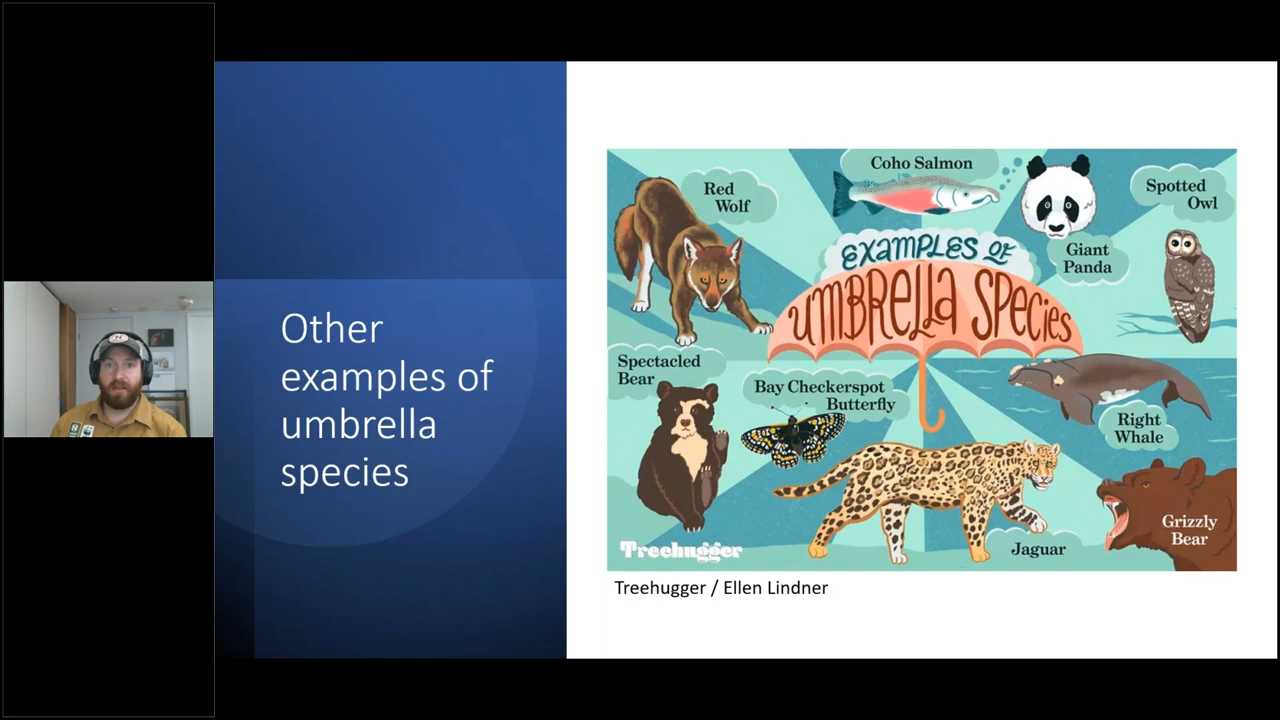 Other
examples of
umbrella
species
Coho Salmon
Red
Wolf
Spotted
Owl
EXAMPLES OF
UMBRELLA SPECIES
Giant
Panda
Spectacled
Bear
Bay Checkerspot
Butterfly
Right
Whale
Grizzly
Bear
Jaguar
Treehugger
Treehugger / Ellen Lindner